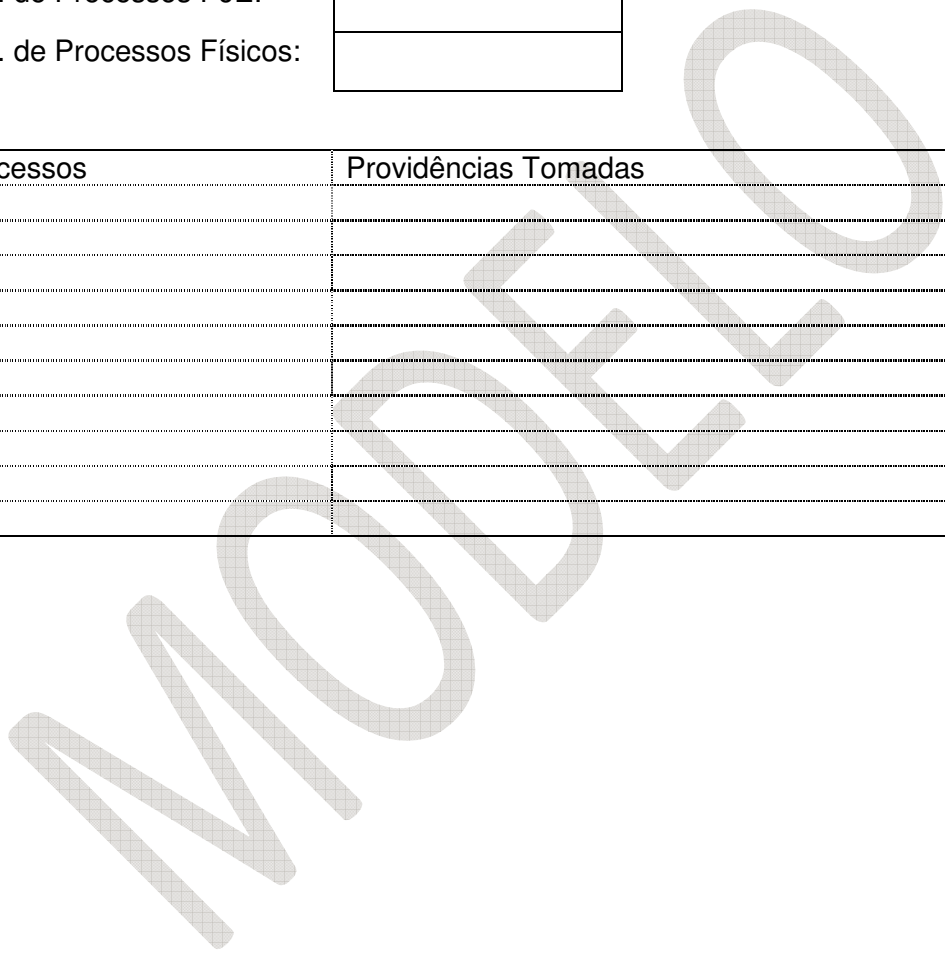 . de Processos PJE:
. de Processos Físicos:
cessos Providências Tomadas
MODELO